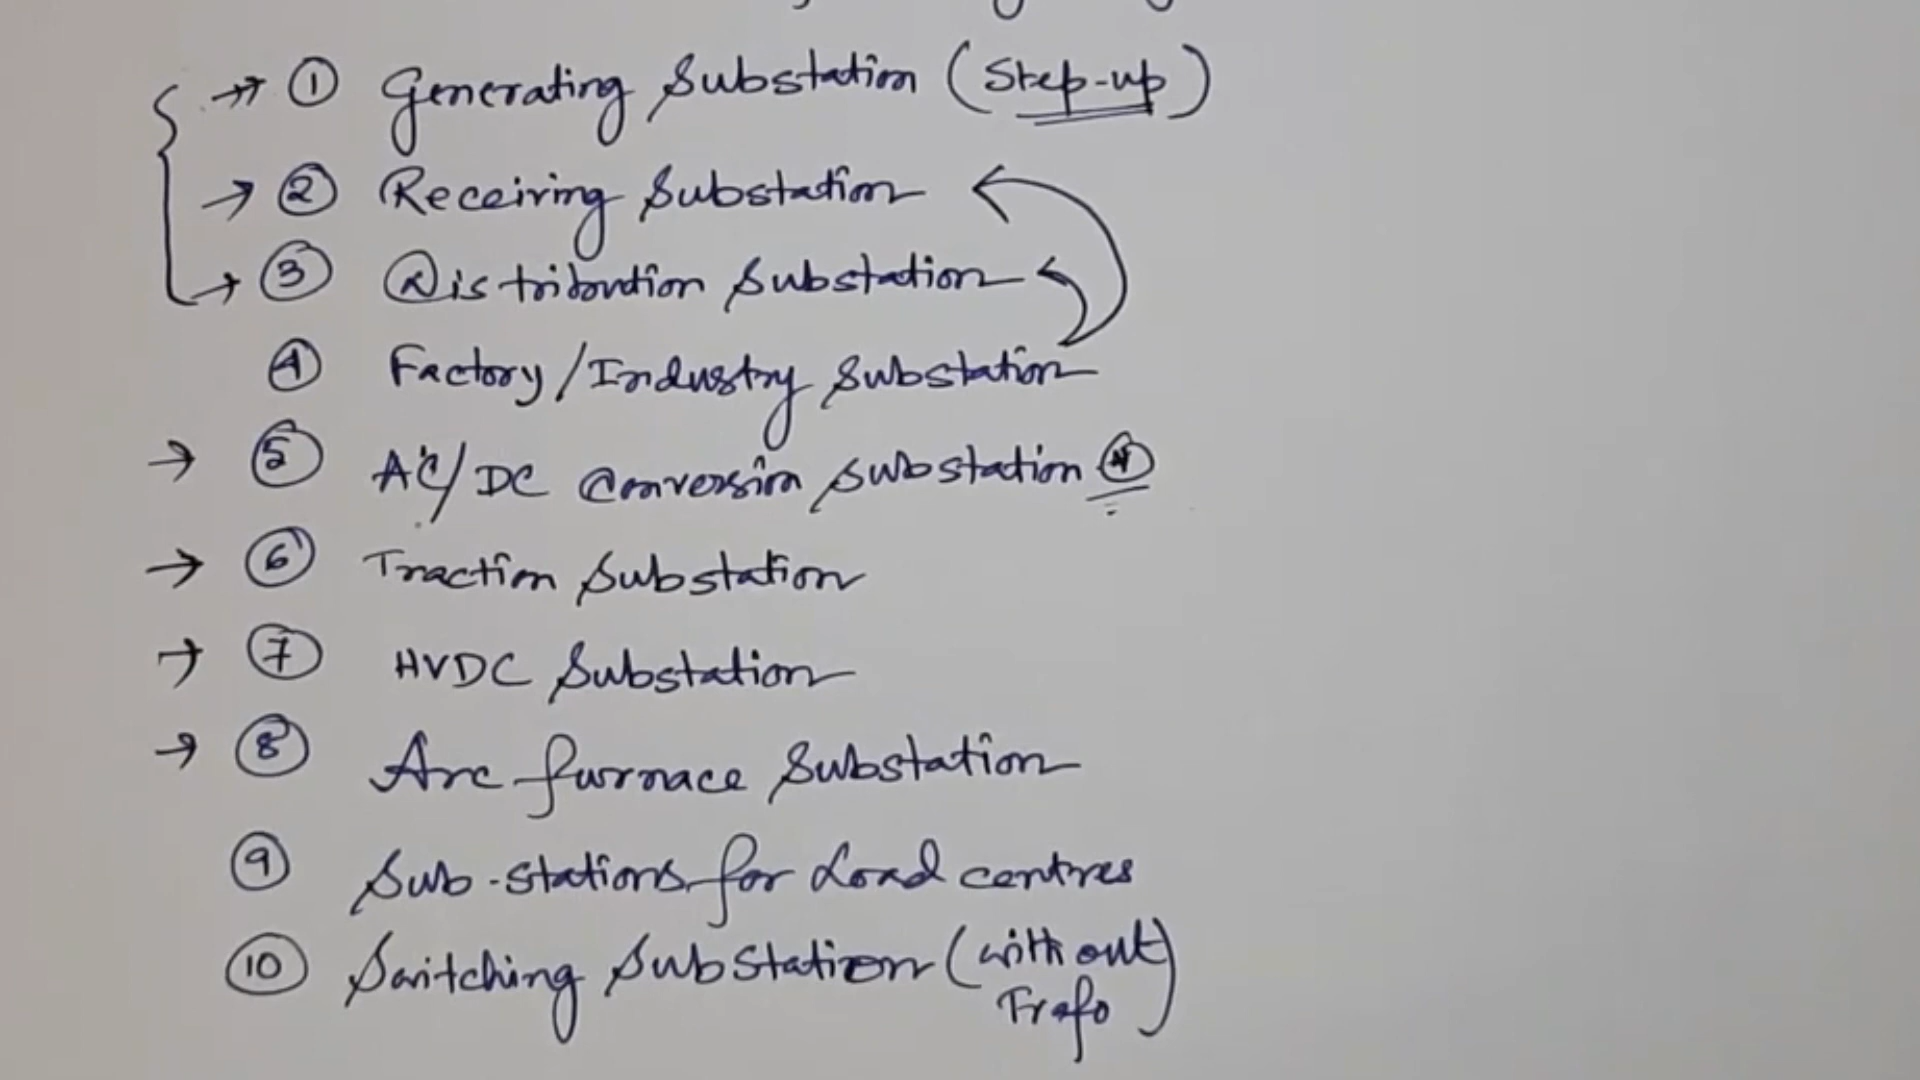 → ① Generating Substation (Step-up)
→ ② Receiving Substation
→ ③ Distribution Substation
④ Factory/Industry Substation
→ ⑤ AC/DC Conversion Substation
→ ⑥ Traction Substation
→ ⑦ HVDC Substation
→ ⑧ Arc furnace Substation
⑨ Sub-stations for Load centres
⑩ Switching Substation (without
Trafo)